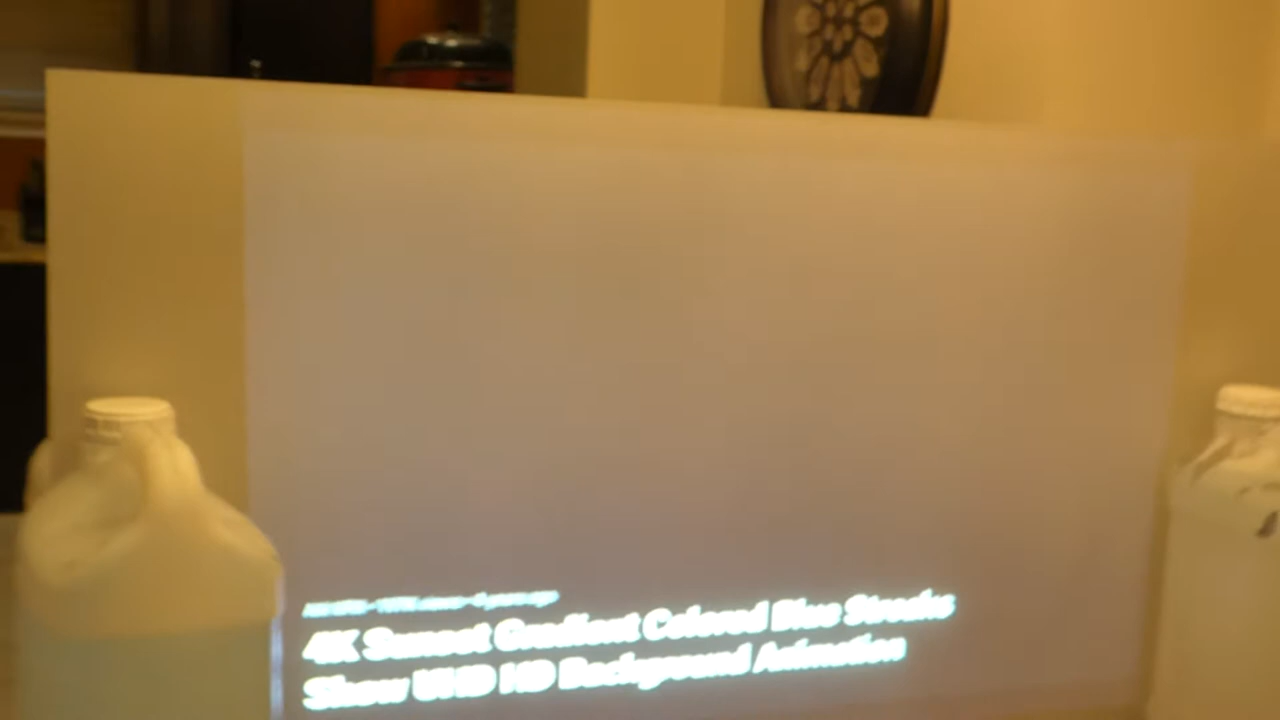 4K Sunset Gradient Colored Blue Streaks
Show UHD HD Background Animation